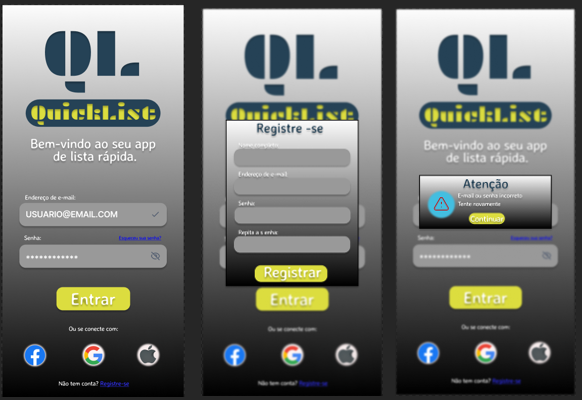 QL
QuickList
Bem-vindo ao seu app
de lista rápida.
Endereço de e-mail:
USUARIO@EMAIL.COM
Senha:
Esqueceu sua senha?
Entrar
Ou se conecte com:
Não tem conta? Registre-se
QL
QuickList
Registre -se
Nome completo:
Endereço de e-mail:
Senha:
Repita a s enha:
Registrar
Entrar
Ou se conecte com:
Não tem conta? Registre-se
QL
QuickList
Bem-vindo ao seu app
de lista rápida.
Atenção
E-mail ou senha incorreto
Tente novamente
Continuar
Senha:
Esqueceu sua senha?
Entrar
Ou se conecte com:
Não tem conta? Registre-se